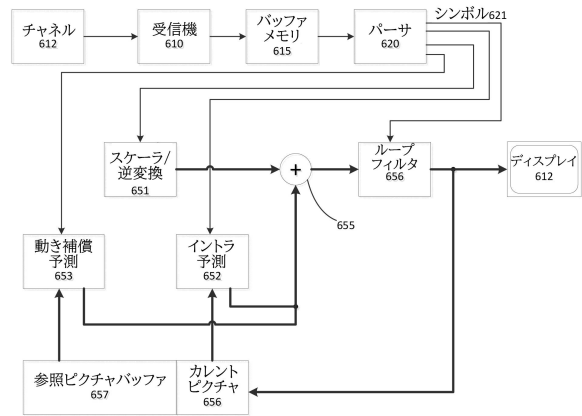 シンボル621
チャネル
612
受信機
610
バッファ
メモリ
615
パーサ
620
スケーラ/
逆変換
651
+
655
ループ
フィルタ
656
ディスプレイ
612
動き補償
予測
653
イントラ
予測
652
参照ピクチャバッファ
657
カレント
ピクチャ
656